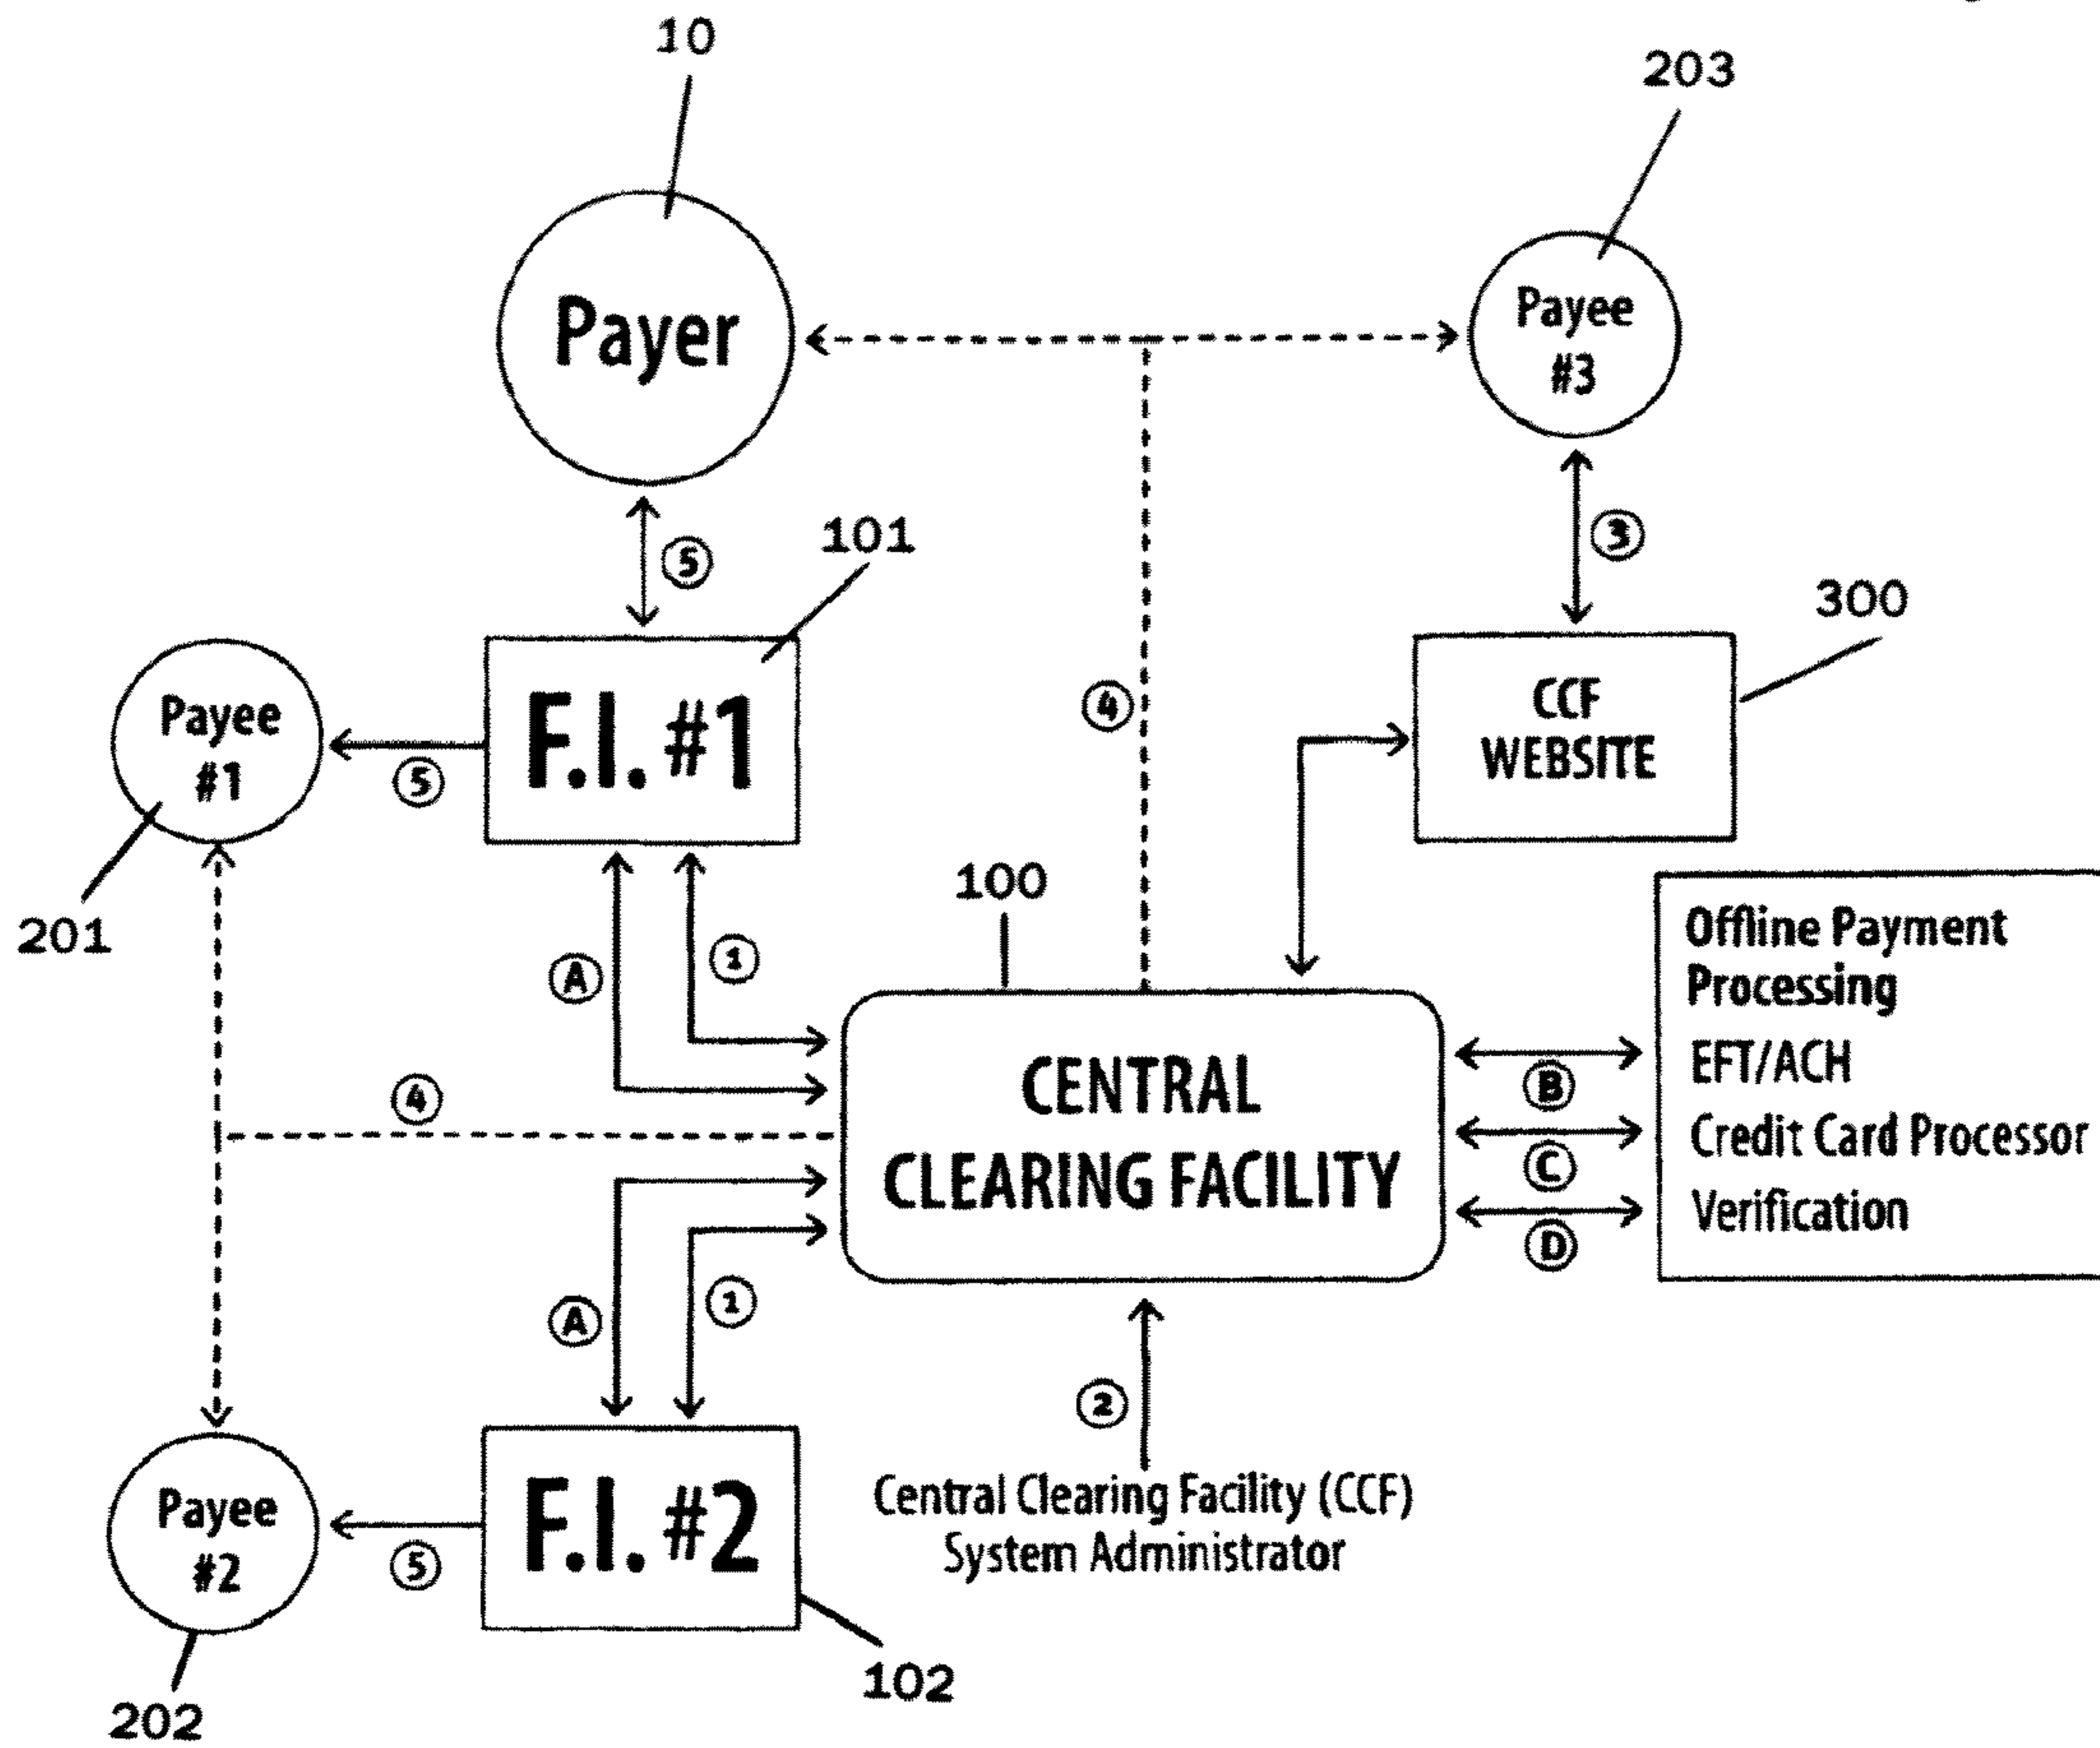 10
203
Payer
Payee
#3
5
101
3
300
Payee
#1
F.I. #1
CCF
WEBSITE
5
4
201
100
A
1
Offline Payment
Processing
EFT/ACH
Credit Card Processor
Verification
CENTRAL
CLEARING FACILITY
B
C
D
4
A
1
2
Payee
#2
F.I. #2
5
Central Clearing Facility (CCF)
System Administrator
102
202